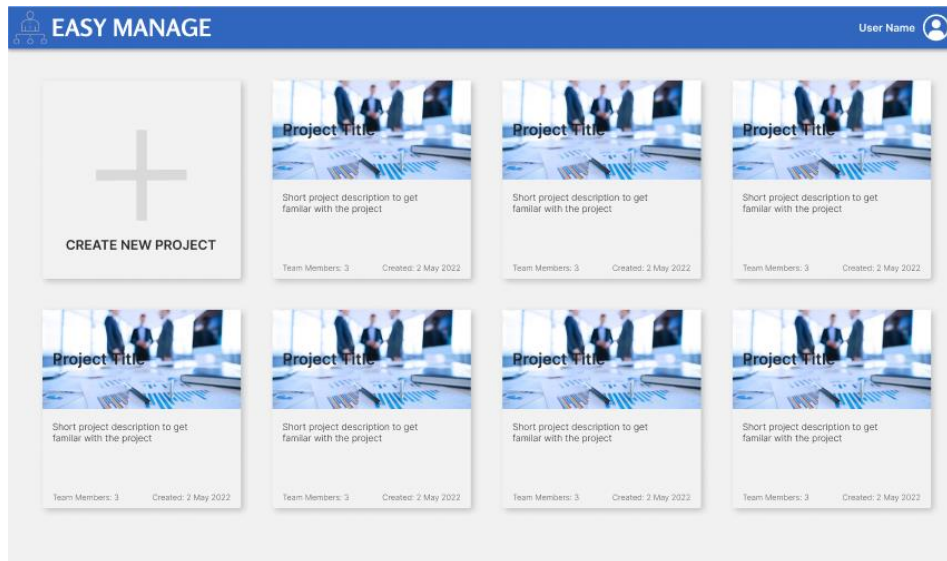 EASY MANAGE
User Name
CREATE NEW PROJECT
Project Title
Short project description to get
familar with the project
Team Members: 3 Created: 2 May 2022
Project Title
Short project description to get
familar with the project
Team Members: 3 Created: 2 May 2022
Project Title
Short project description to get
familar with the project
Team Members: 3 Created: 2 May 2022
Project Title
Short project description to get
familar with the project
Team Members: 3 Created: 2 May 2022
Project Title
Short project description to get
familar with the project
Team Members: 3 Created: 2 May 2022
Project Title
Short project description to get
familar with the project
Team Members: 3 Created: 2 May 2022
Project Title
Short project description to get
familar with the project
Team Members: 3 Created: 2 May 2022